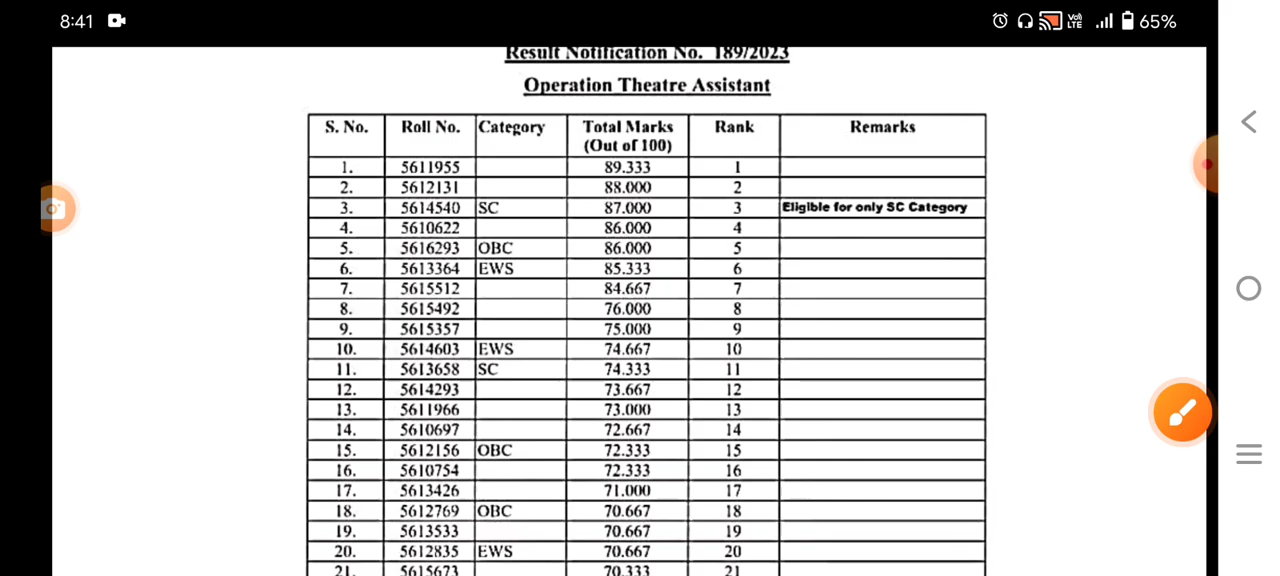 8:41 Vol) LTE 65%
Result Notification No. 189/2023
Operation Theatre Assistant
S. No. Roll No. Category Total Marks (Out of 100) Rank Remarks
1. 5611955 89.333 1
2. 5612131 88.000 2
3. 5614540 SC 87.000 3 Eligible for only SC Category
4. 5610622 86.000 4
5. 5616293 OBC 86.000 5
6. 5613364 EWS 85.333 6
7. 5615512 84.667 7
8. 5615492 76.000 8
9. 5615357 75.000 9
10. 5614603 EWS 74.667 10
11. 5613658 SC 74.333 11
12. 5614293 73.667 12
13. 5611966 73.000 13
14. 5610697 72.667 14
15. 5612156 OBC 72.333 15
16. 5610754 72.333 16
17. 5613426 71.000 17
18. 5612769 OBC 70.667 18
19. 5613533 70.667 19
20. 5612835 EWS 70.667 20
21. 5615673 70.333 21